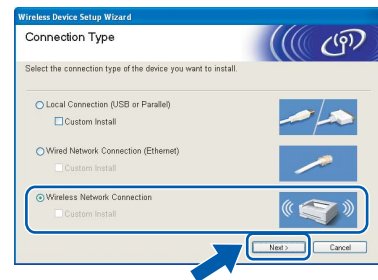 Wireless Device Setup Wizard
Connection Type
Select the connection type of the device you want to install.
Local Connection (USB or Parallel)
Custom Install
Wired Network Connection (Ethernet)
Custom Install
Wireless Network Connection
Custom Install
Next >
Cancel